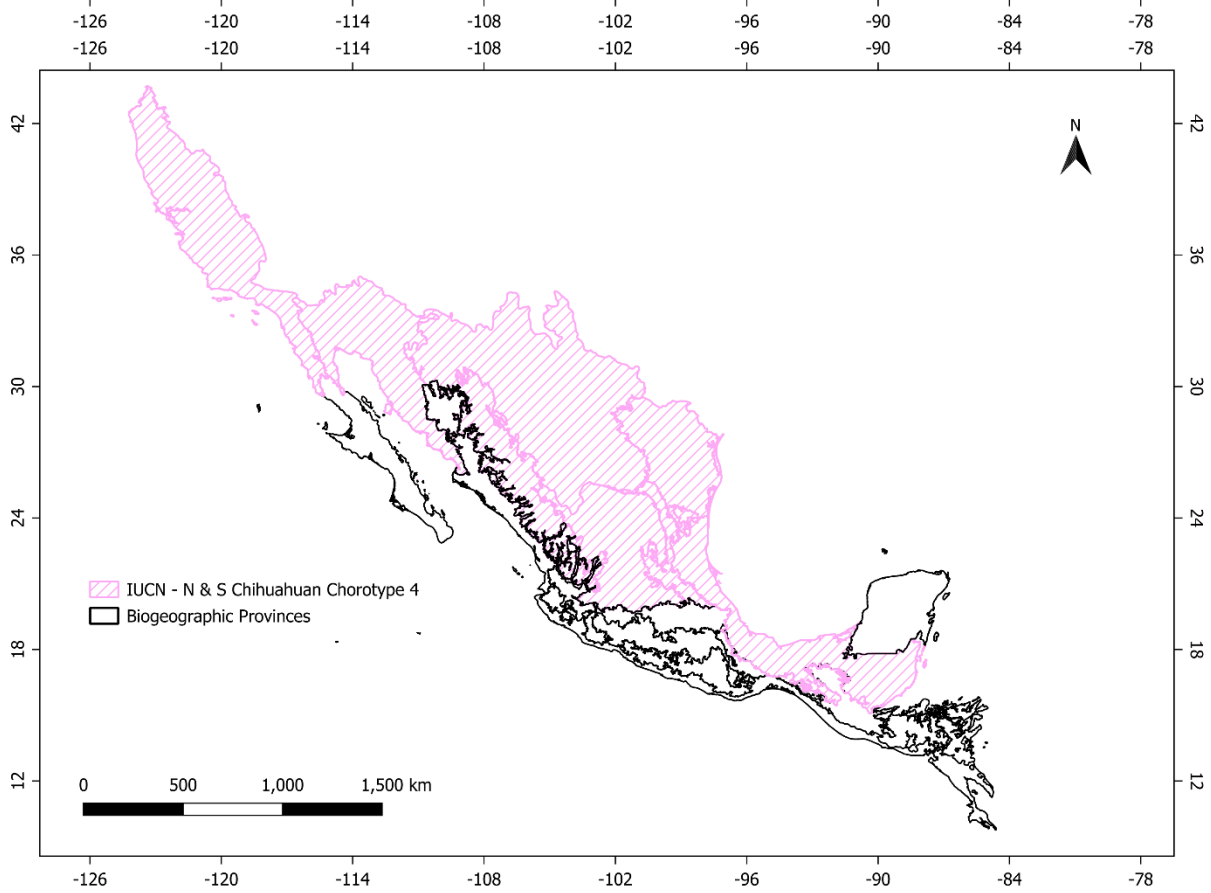 -126 -120 -114 -108 -102 -96 -90 -84 -78
-126 -120 -114 -108 -102 -96 -90 -84 -78
42 42
N
36 36
30 30
24 24
IUCN - N & S Chihuahuan Chorotype 4
Biogeographic Provinces
18 18
12 12
0 500 1,000 1,500 km
-126 -120 -114 -108 -102 -96 -90 -84 -78